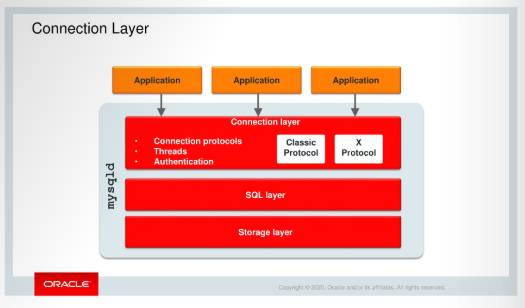 Connection Layer
Application
Application
Application
Connection layer
• Connection protocols
• Threads
• Authentication
Classic
Protocol
X
Protocol
mysqld
SQL layer
Storage layer
ORACLE
Copyright © 2020, Oracle and/or its affiliates. All rights reserved.